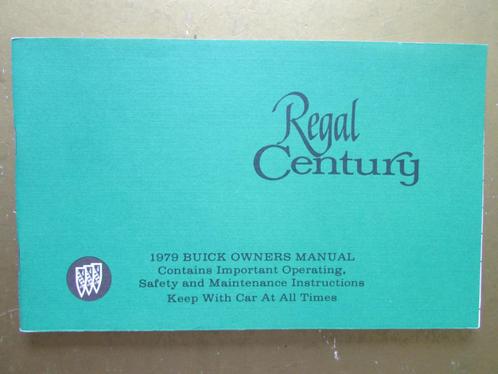 Regal
Century
1979 BUICK OWNERS MANUAL
Contains Important Operating,
Safety and Maintenance Instructions
Keep With Car At All Times